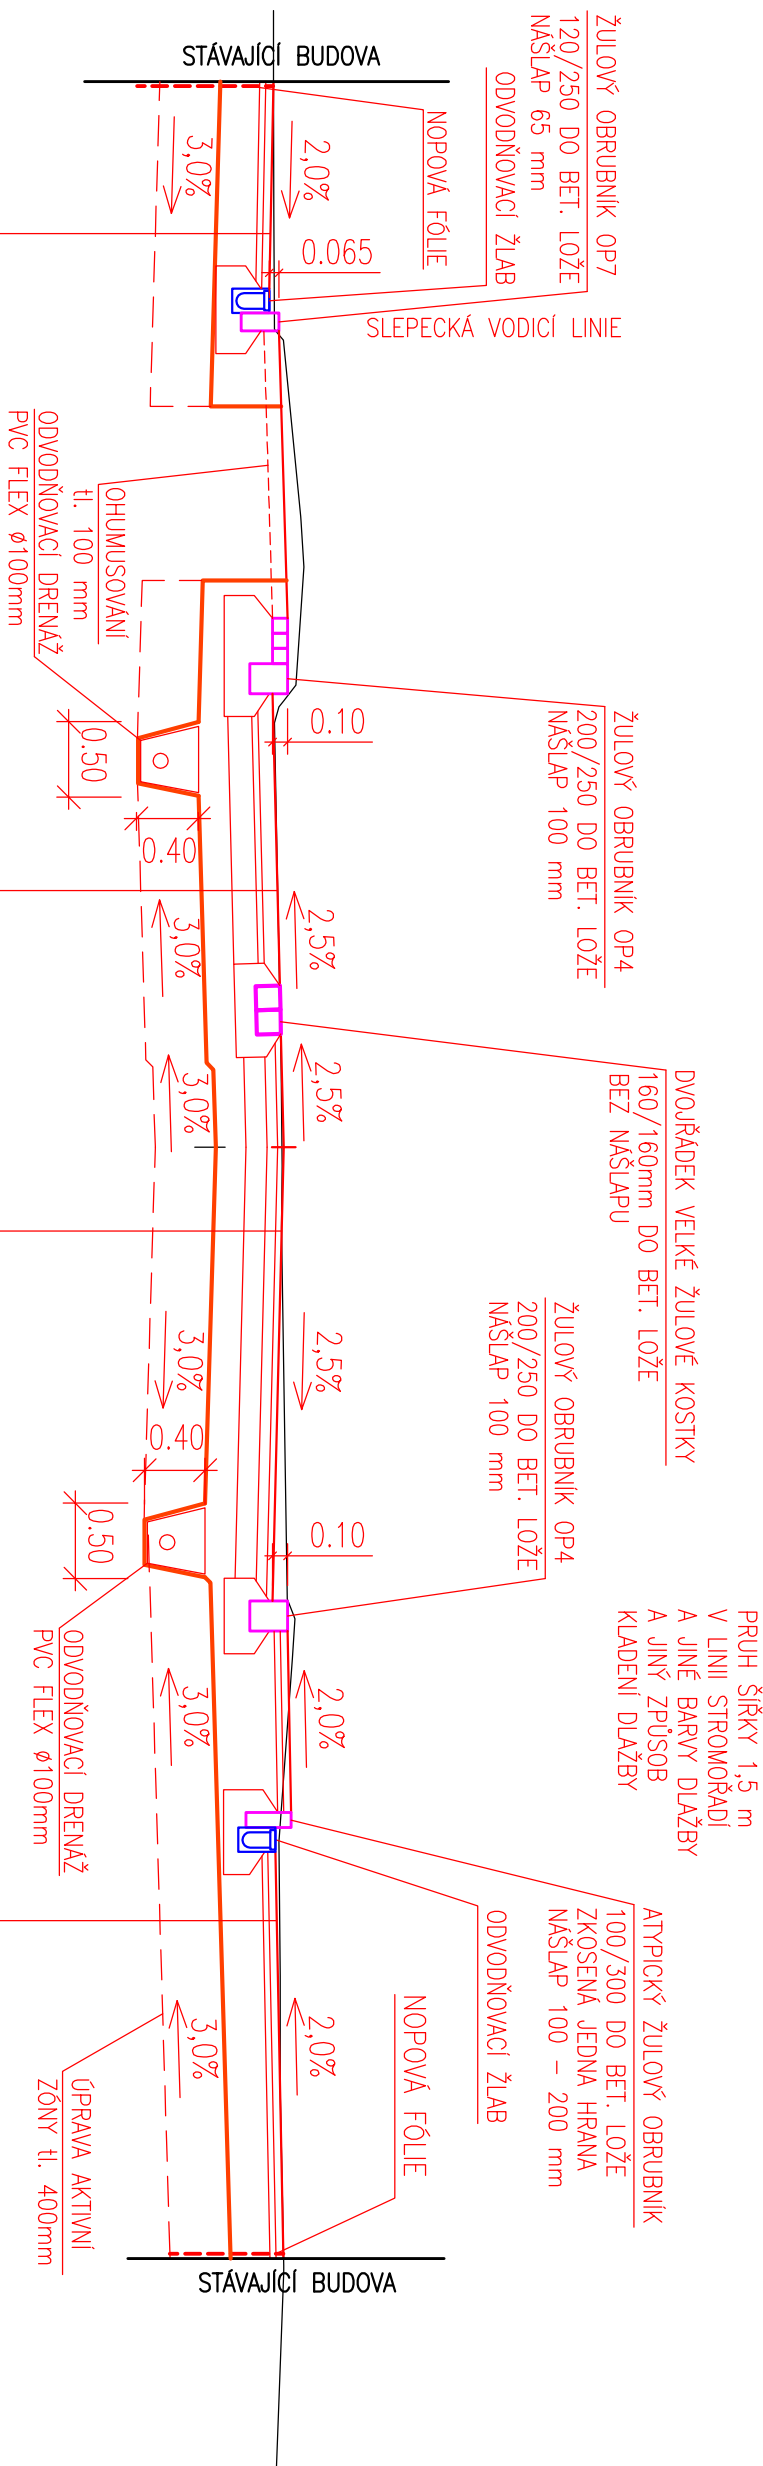 STÁVAJÍCÍ BUDOVA
ŽULOVÝ OBRUBNÍK OP7
120/250 DO BET. LOŽE
NÁŠLAP 65 mm
ODVODŇOVACÍ ŽLAB
NOPOVÁ FÓLIE
2,0%
3,0%
0.065
SLEPECKÁ VODICÍ LINIE
OHUMUSOVÁNÍ
tl. 100 mm
ODVODŇOVACÍ DRENÁŽ
PVC FLEX ø100mm
ŽULOVÝ OBRUBNÍK OP4
200/250 DO BET. LOŽE
NÁŠLAP 100 mm
0.10
0.50
0.40
2,5%
3,0%
DVOJŘÁDEK VELKÉ ŽULOVÉ KOSTKY
160/160mm DO BET. LOŽE
BEZ NÁŠLAPU
2,5%
3,0%
ŽULOVÝ OBRUBNÍK OP4
200/250 DO BET. LOŽE
NÁŠLAP 100 mm
2,5%
3,0%
0.40
0.10
0.50
ODVODŇOVACÍ DRENÁŽ
PVC FLEX ø100mm
PRUH ŠÍŘKY 1,5 m
V LINII STROMOŘADÍ
A JINÉ BARVY DLAŽBY
A JINÝ ZPŮSOB
KLADENÍ DLAŽBY
2,0%
3,0%
ATYPICKÝ ŽULOVÝ OBRUBNÍK
100/300 DO BET. LOŽE
ZKOSENÁ JEDNA HRANA
NÁŠLAP 100 - 200 mm
ODVODŇOVACÍ ŽLAB
NOPOVÁ FÓLIE
2,0%
3,0%
ÚPRAVA AKTIVNÍ
ZÓNY tl. 400mm
STÁVAJÍCÍ BUDOVA